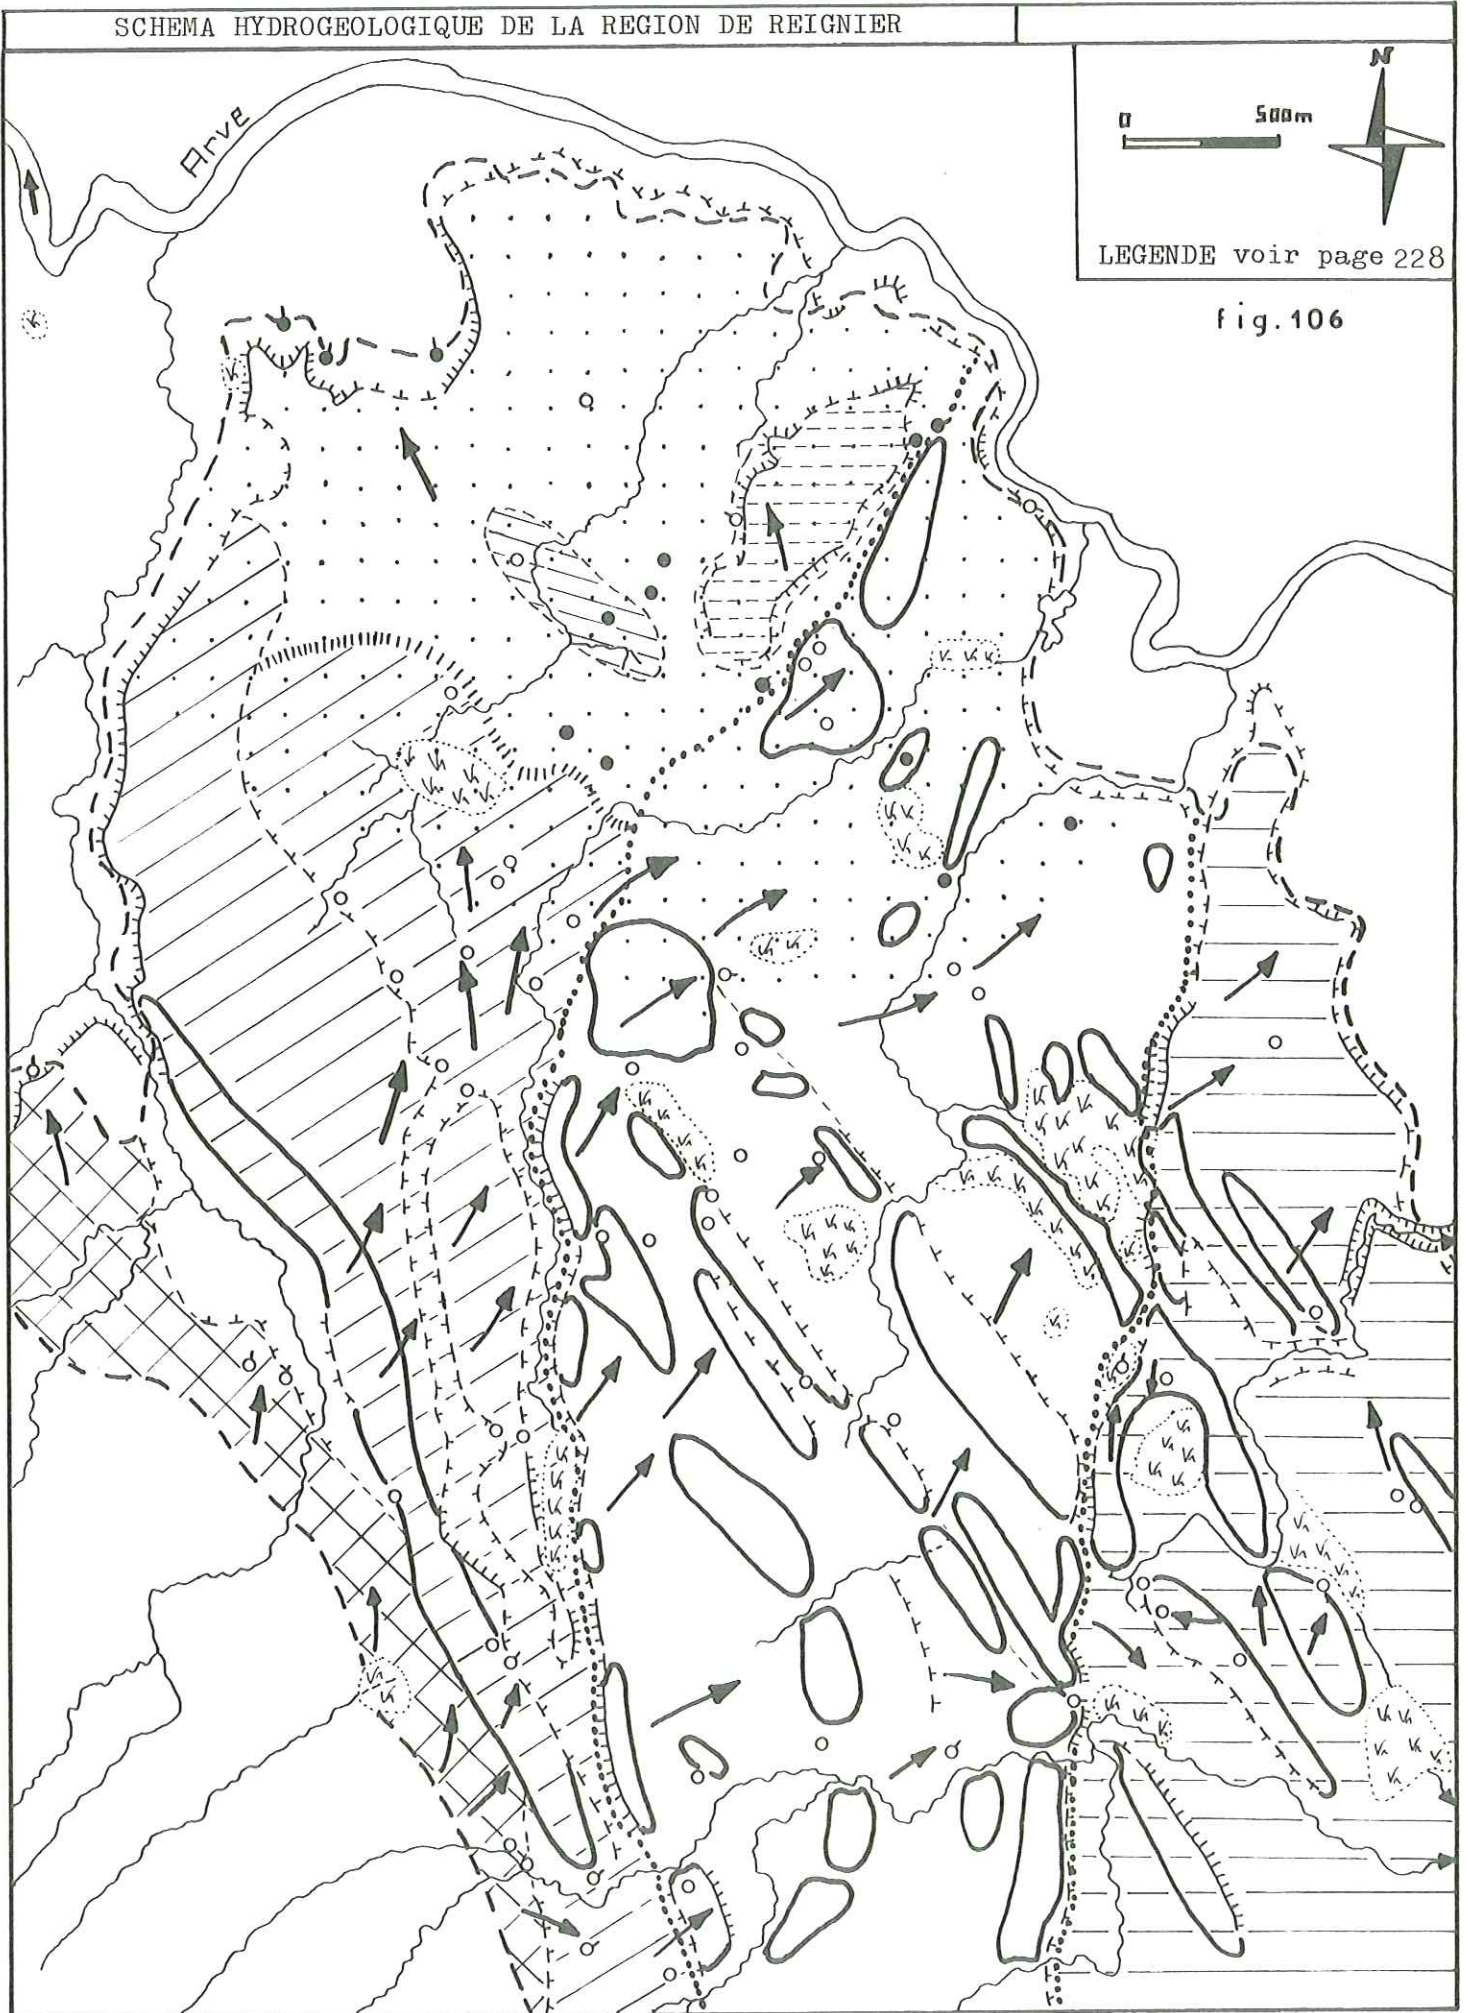 SCHEMA HYDROGEOLOGIQUE DE LA REGION DE REIGNIER
N
0 500m
LEGENDE voir page 228
fig.106
Arve